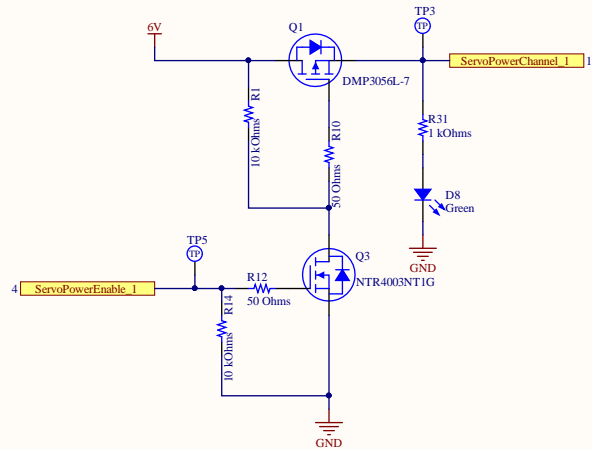 TP3
Q1
6V
TP
ServoPowerChannel_1
1
DMP3056L-7
R1
10 kOhms
R10
50 Ohms
R31
1 kOhms
D8
Green
GND
TP5
TP
Q3
R12
NTR4003NT1G
4
ServoPowerEnable_1
50 Ohms
R14
10 kOhms
GND